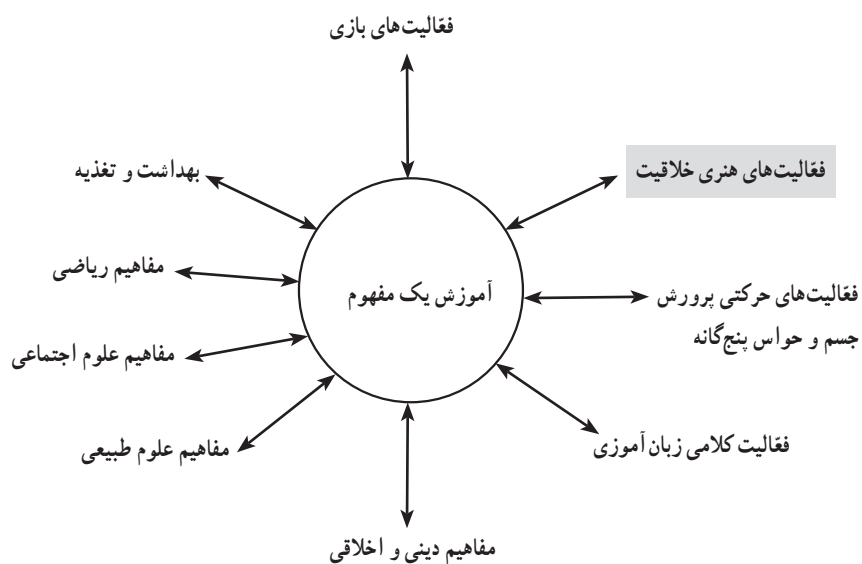 فعّالیت‌های بازی
فعّالیت‌های هنری خلاقیت
بهداشت و تغذیه
مفاهیم ریاضی
آموزش یک مفهوم
فعّالیت‌های حرکتی پرورش
جسم و حواس پنج‌گانه
مفاهیم علوم اجتماعی
فعّالیت کلامی زبان آموزی
مفاهیم علوم طبیعی
مفاهیم دینی و اخلاقی